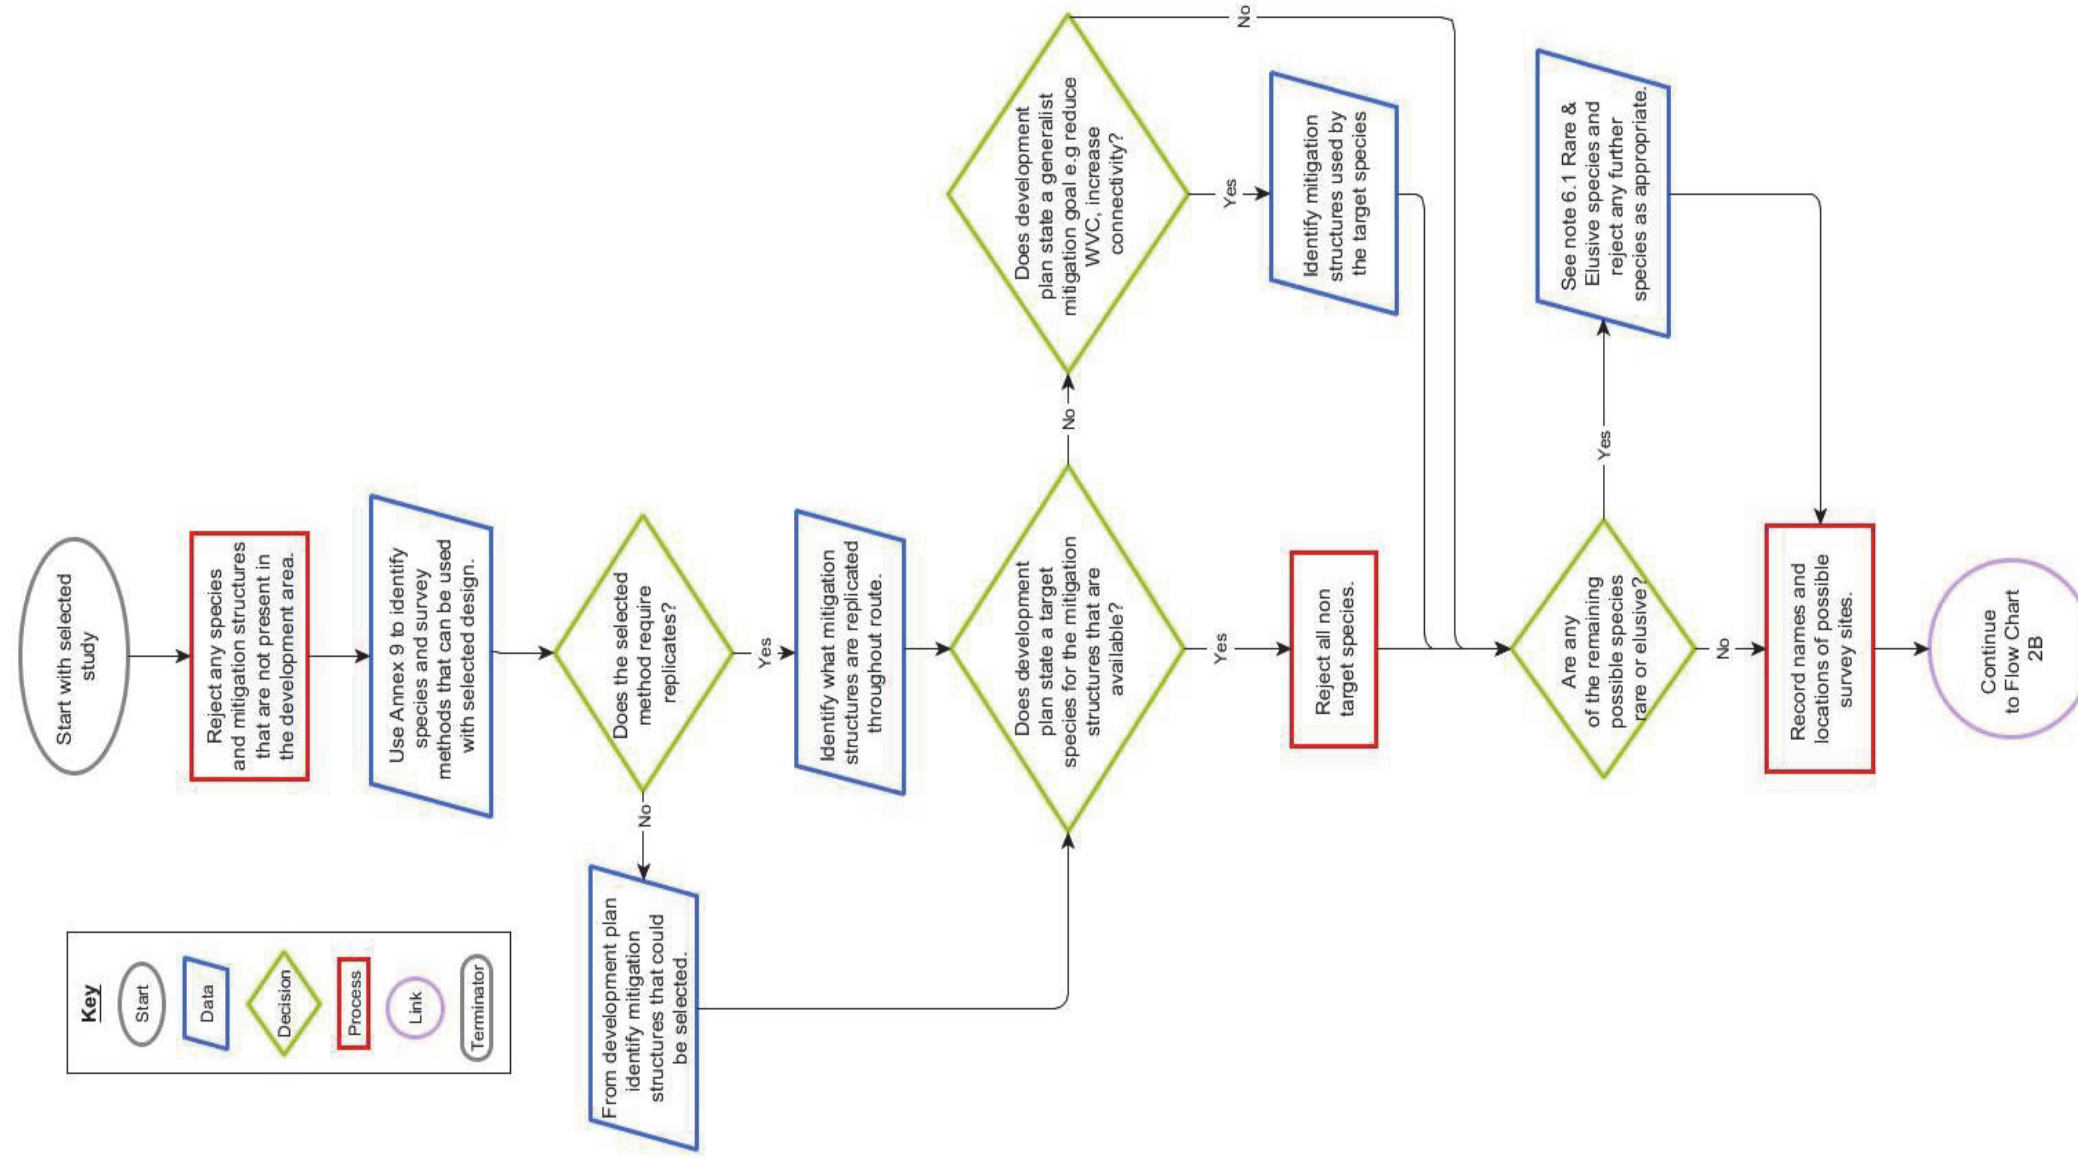 Key
Start
Data
Decision
Process
Link
Terminator
Start with selected
study
Reject any species
and mitigation structures
that are not present in
the development area.
Use Annex 9 to identify
species and survey
methods that can be used
with selected design.
Does the selected
method require
replicates?
No
From development plan
identify mitigation
structures that could
be selected.
Yes
Identify what mitigation
structures are replicated
throughout route.
Does development
plan state a target
species for the mitigation
structures that are
available?
No
Does development
plan state a generalist
mitigation goal e.g reduce
WVC, increase
connectivity?
No
Yes
Identify mitigation
structures used by
the target species
Yes
Reject all non
target species.
Are any
of the remaining
possible species
rare or elusive?
Yes
See note 6.1 Rare &
Elusive species and
reject any further
species as appropriate.
No
Record names and
locations of possible
survey sites.
Continue
to Flow Chart
2B